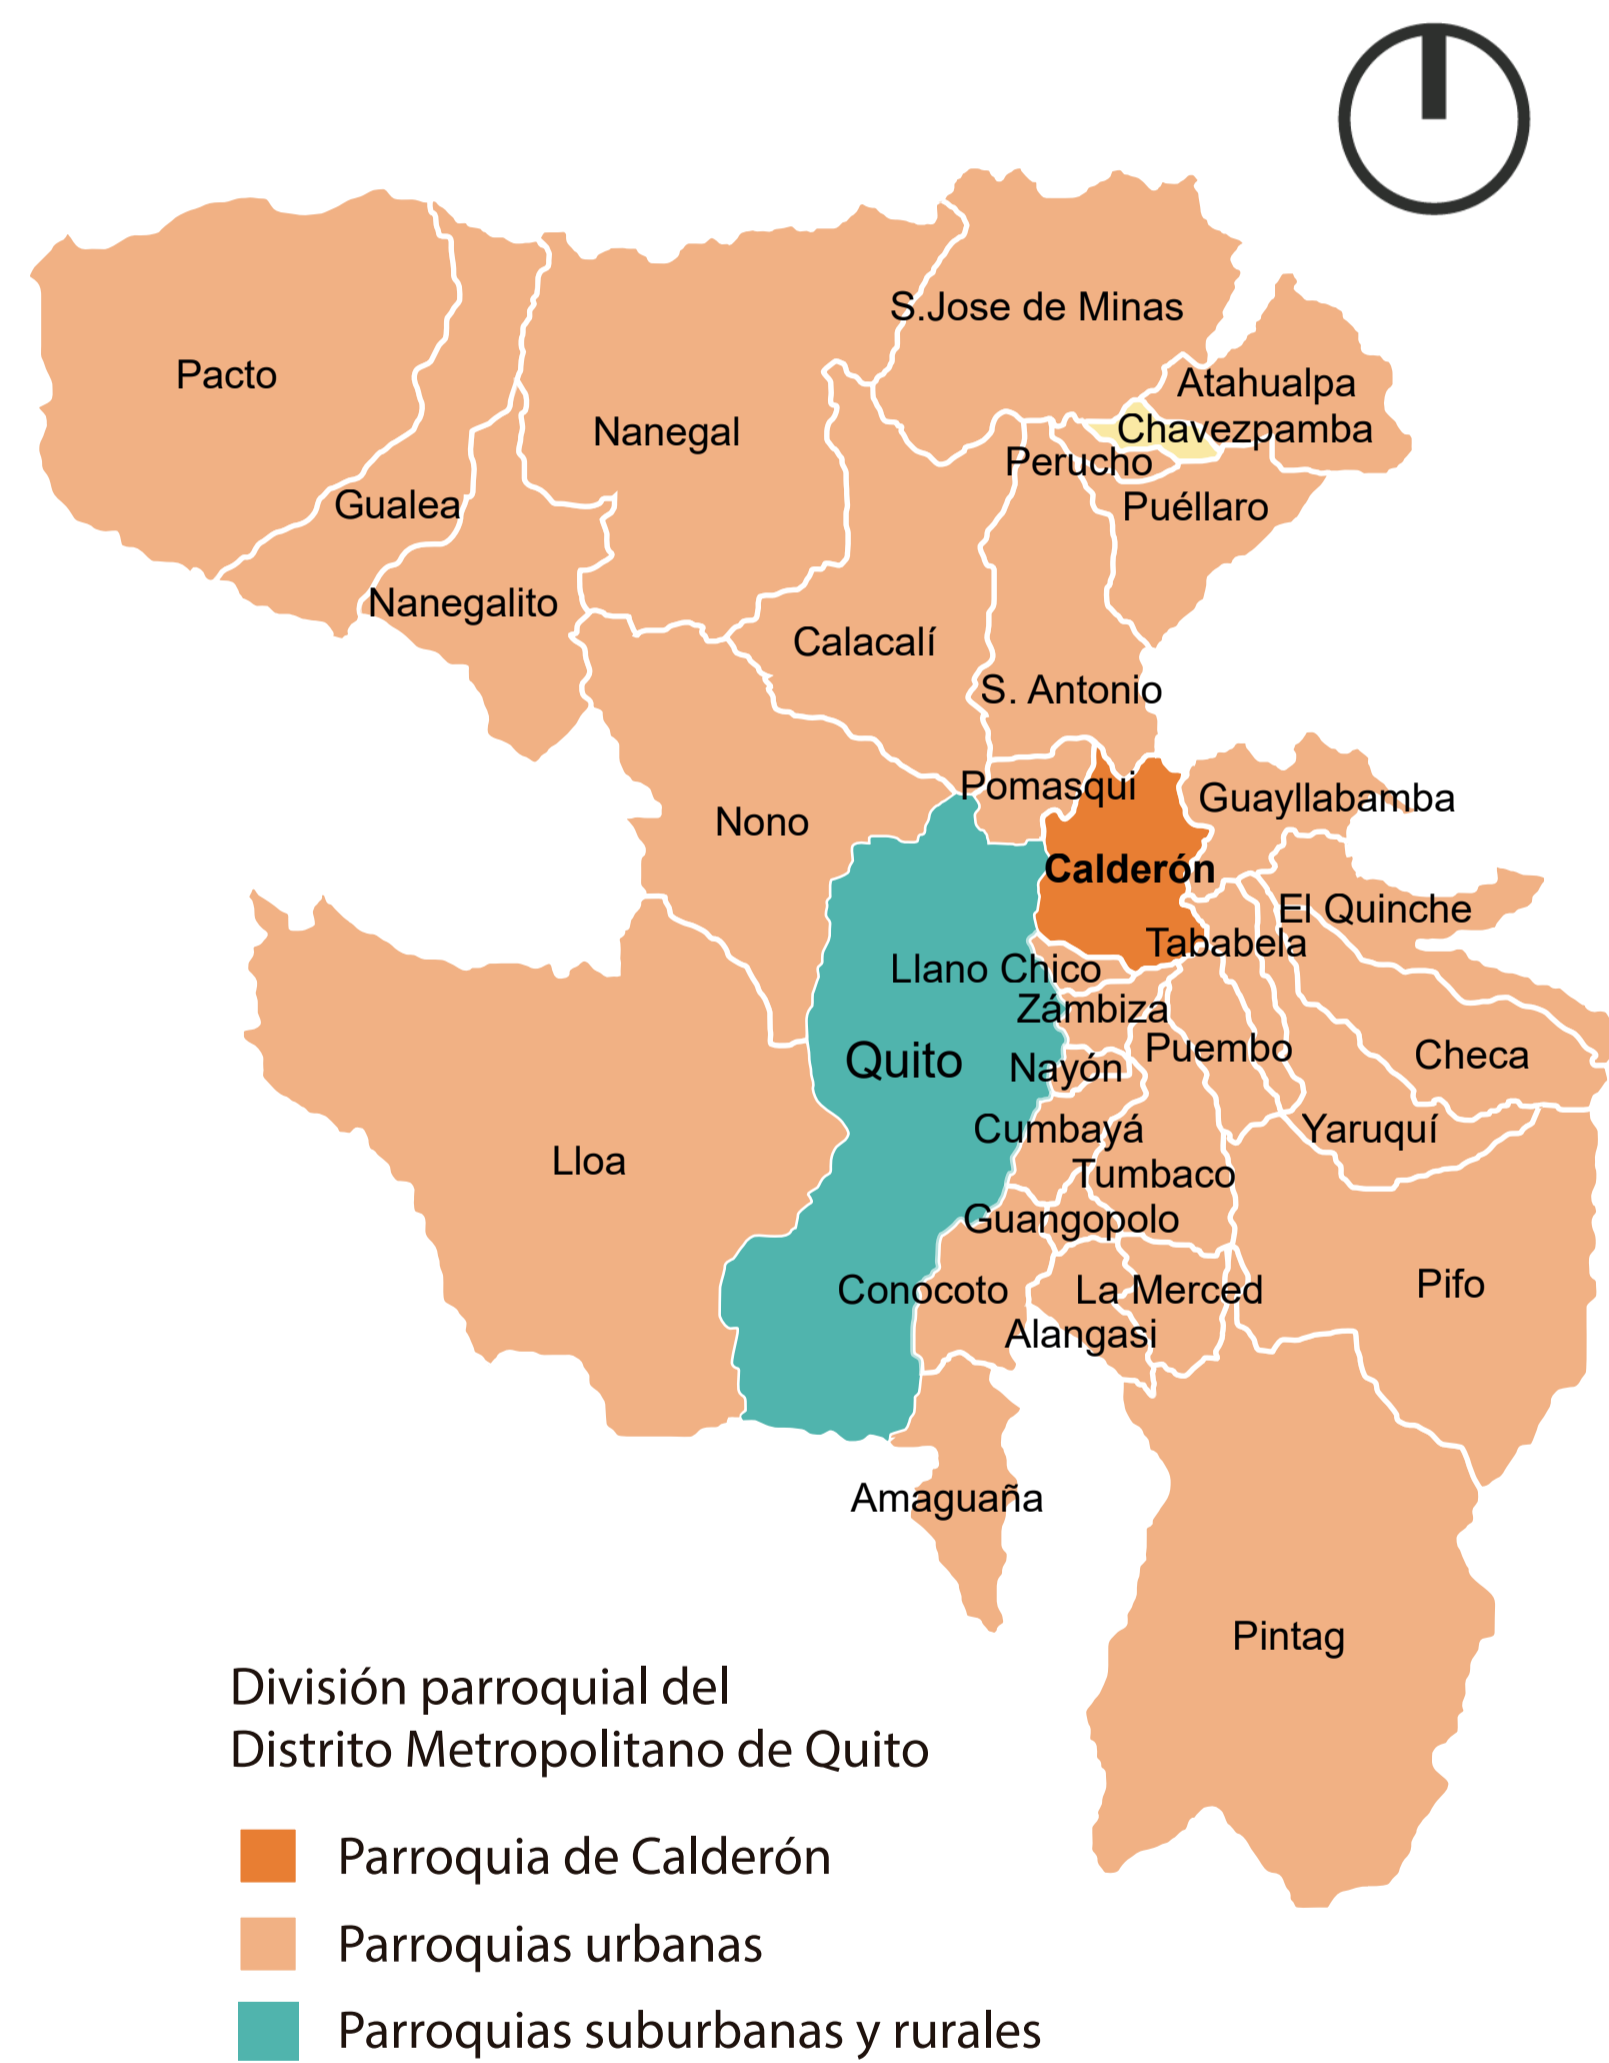 S.Jose de Minas
Pacto
Atahualpa
Nanegal
Chavezpamba
Perucho
Gualea
Puéllaro
Nanegalito
Calacalí
S. Antonio
Pomasqui
Guayllabamba
Nono
Calderón
El Quinche
Tababela
Llano Chico
Zámbiza
Quito
Nayón
Puembo
Checa
Cumbayá
Yaruquí
Lloa
Tumbaco
Guangopolo
Conocoto
La Merced
Pifo
Alangasi
Amaguaña
Pintag
División parroquial del
Distrito Metropolitano de Quito
Parroquia de Calderón
Parroquias urbanas
Parroquias suburbanas y rurales